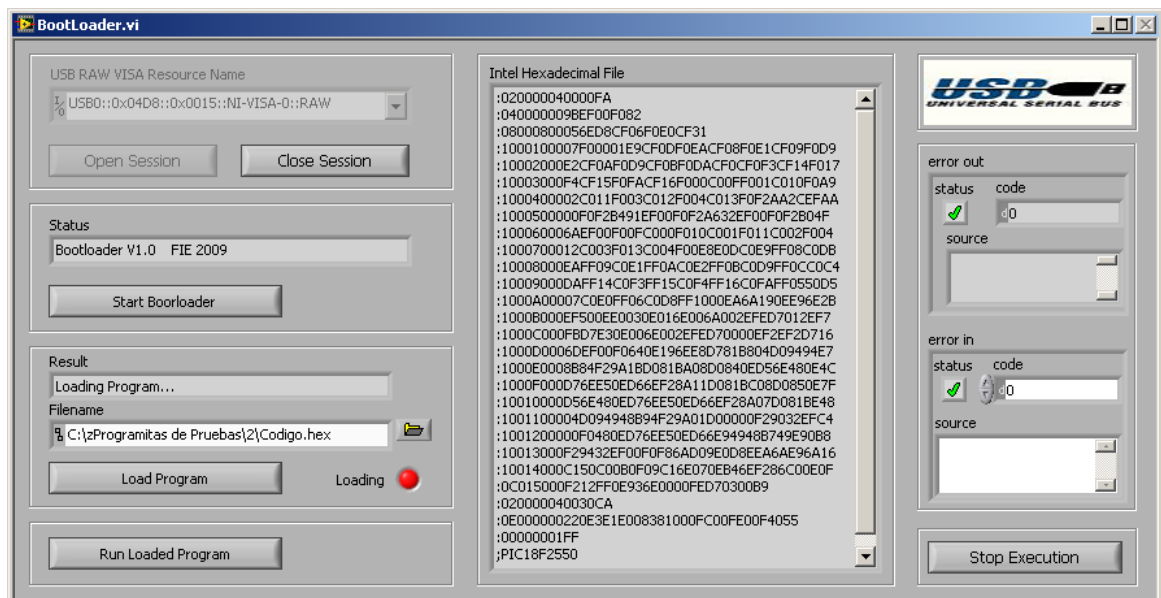 BootLoader.vi
USB RAW VISA Resource Name
USB0::0x04D8::0x0015::NI-VISA-0::RAW
Open Session
Close Session
Status
Bootloader V1.0 FIE 2009
Start Boorloader
Result
Loading Program...
Filename
C:\zProgramitas de Pruebas\2\Codigo.hex
Load Program
Loading
Run Loaded Program
Intel Hexadecimal File
:020000040000FA
:040000009BEF00F082
:08000800056ED8CF06F0E0CF31
:1000100007F00001E9CF0DF0EACF08F0E1CF09F0D9
:10002000E2CF0AF0D9CF0BF0DACF0CF0F3CF14F017
:10003000F4CF15F0FACF16F000C00FF001C010F0A9
:1000400002C011F003C012F004C013F0F2AA2CEFAA
:1000500000F0F2B491EF00F0F2A632EF00F0F2B04F
:100060006AEF00F00FC000F010C001F011C002F004
:1000700012C003F013C004F00E8E0DC0E9FF08C0DB
:10008000EAFF09C0E1FF0AC0E2FF0BC0D9FF0CC0C4
:10009000DAFF14C0F3FF15C0F4FF16C0FAFF0550D5
:1000A00007C0E0FF06C0D8FF1000EA6A190EE96E2B
:1000B000EF500EE0030E016E006A002EFED7012EF7
:1000C000FBD7E30E006E002EFED70000EF2EF2D716
:1000D0006DEF00F0640E196EE8D781B804D09494E7
:1000E0008B84F29A1BD081BA08D0840ED56E480E4C
:1000F000D76EE50ED66EF28A11D081BC08D0850E7F
:10010000D56E480ED76EE50ED66EF28A07D081BE48
:1001100004D094948B94F29A01D00000F29032EFC4
:1001200000F0480ED76EE50ED66E94948B749E90B8
:10013000F29432EF00F0F86AD09E0D8EEA6AE96A16
:10014000C150C00B0F09C16E070EB46EF286C00E0F
:0C015000F212FF0E936E0000FED70300B9
:020000040030CA
:0E000000220E3E1E008381000FC00FE00F4055
:00000001FF
;PIC18F2550
USB
UNIVERSAL SERIAL BUS
error out
status code
d0
source
error in
status code
d0
source
Stop Execution